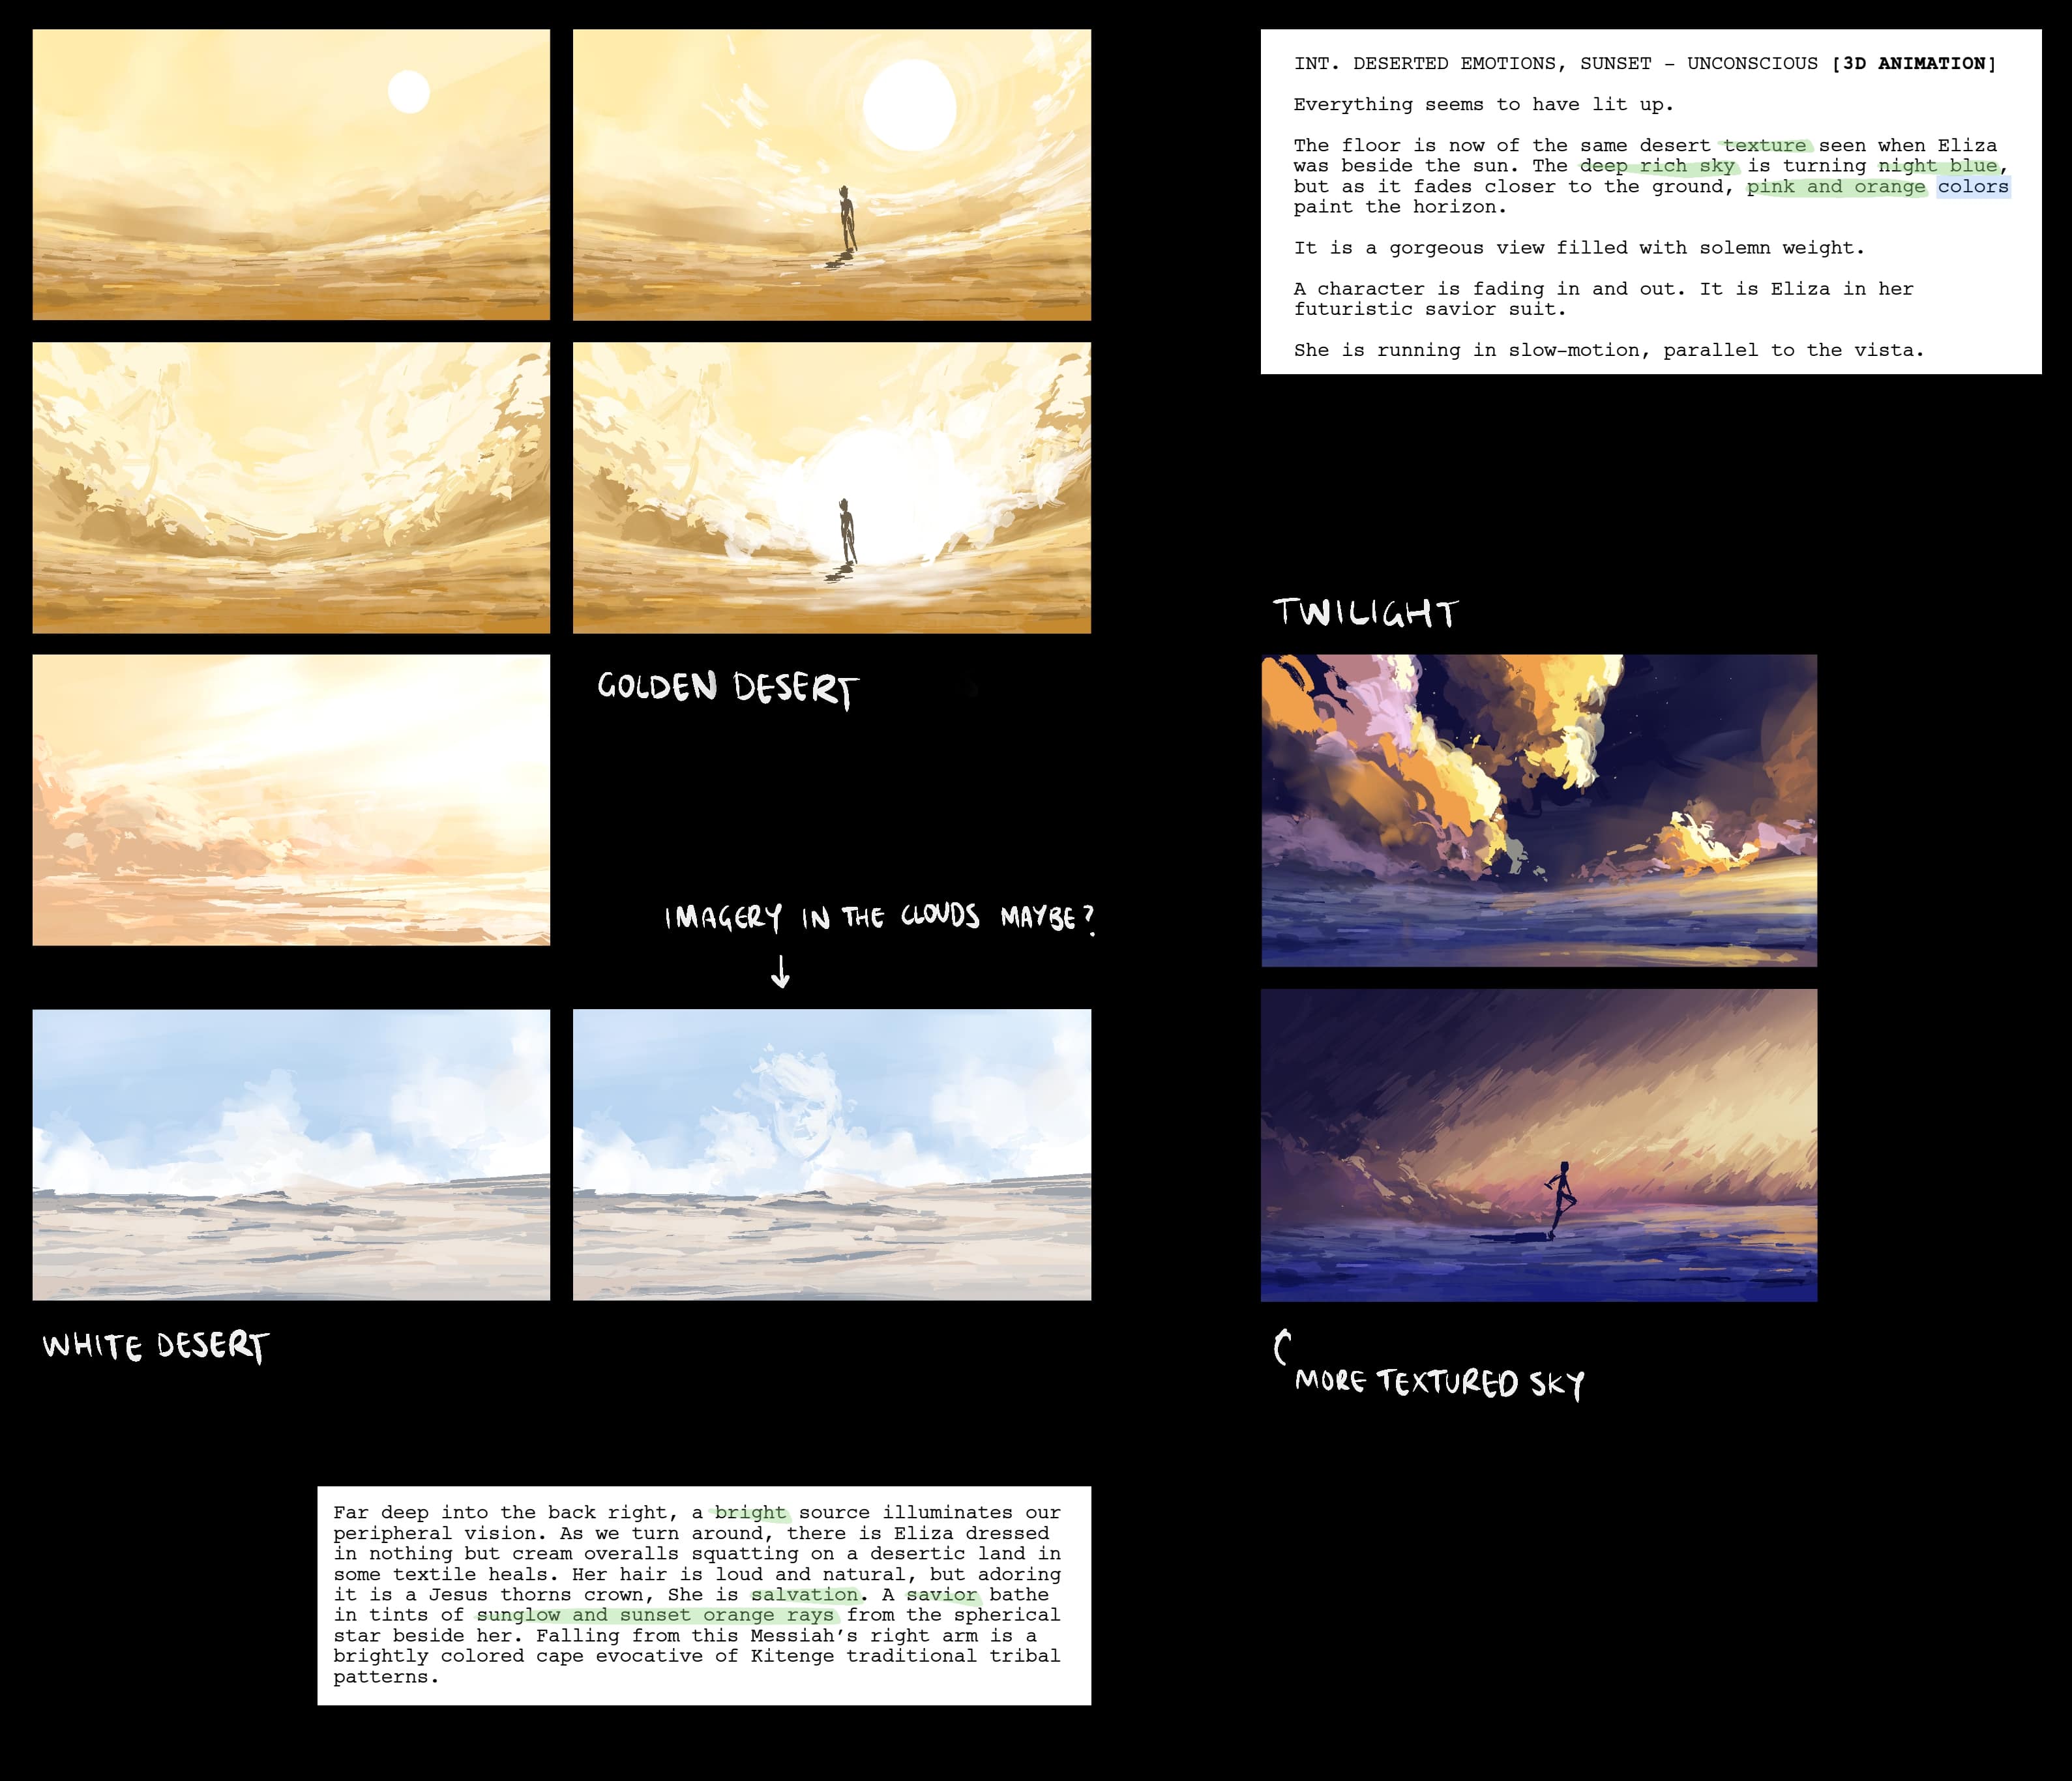 INT. DESERTED EMOTIONS, SUNSET – UNCONSCIOUS [3D ANIMATION]
Everything seems to have lit up.
The floor is now of the same desert texture seen when Eliza
was beside the sun. The deep rich sky is turning night blue,
but as it fades closer to the ground, pink and orange colors
paint the horizon.
It is a gorgeous view filled with solemn weight.
A character is fading in and out. It is Eliza in her
futuristic savior suit.
She is running in slow-motion, parallel to the vista.
GOLDEN DESERT
IMAGERY IN THE CLOUDS MAYBE?
WHITE DESERT
TWILIGHT
MORE TEXTURED SKY
Far deep into the back right, a bright source illuminates our
peripheral vision. As we turn around, there is Eliza dressed
in nothing but cream overalls squatting on a desertic land in
some textile heals. Her hair is loud and natural, but adoring
it is a Jesus thorns crown, She is salvation. A savior bathe
in tints of sunglow and sunset orange rays from the spherical
star beside her. Falling from this Messiah’s right arm is a
brightly colored cape evocative of Kitenge traditional tribal
patterns.